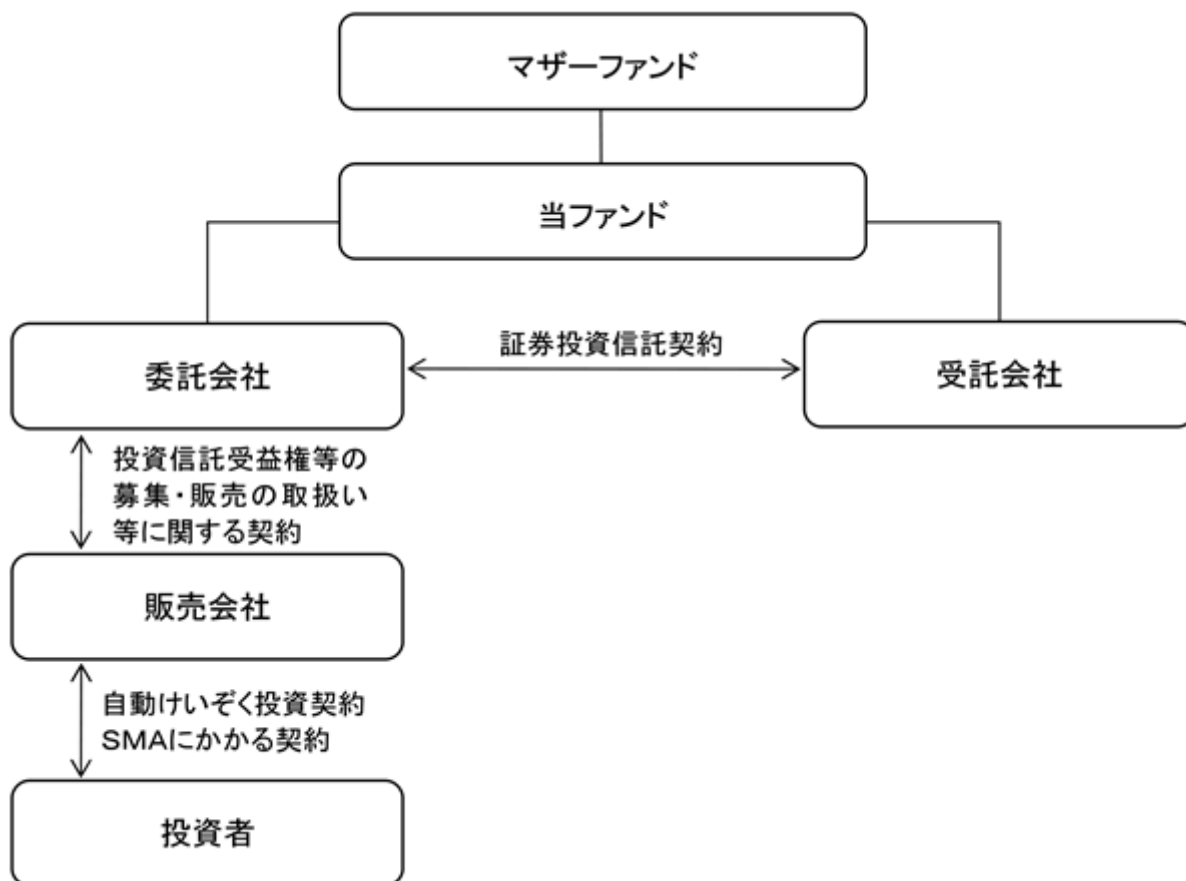 マザーファンド
当ファンド
証券投資信託契約
委託会社
受託会社
投資信託受益権等の
募集・販売の取扱い
等に関する契約
販売会社
自動けいぞく投資契約
SMAにかかる契約
投資者